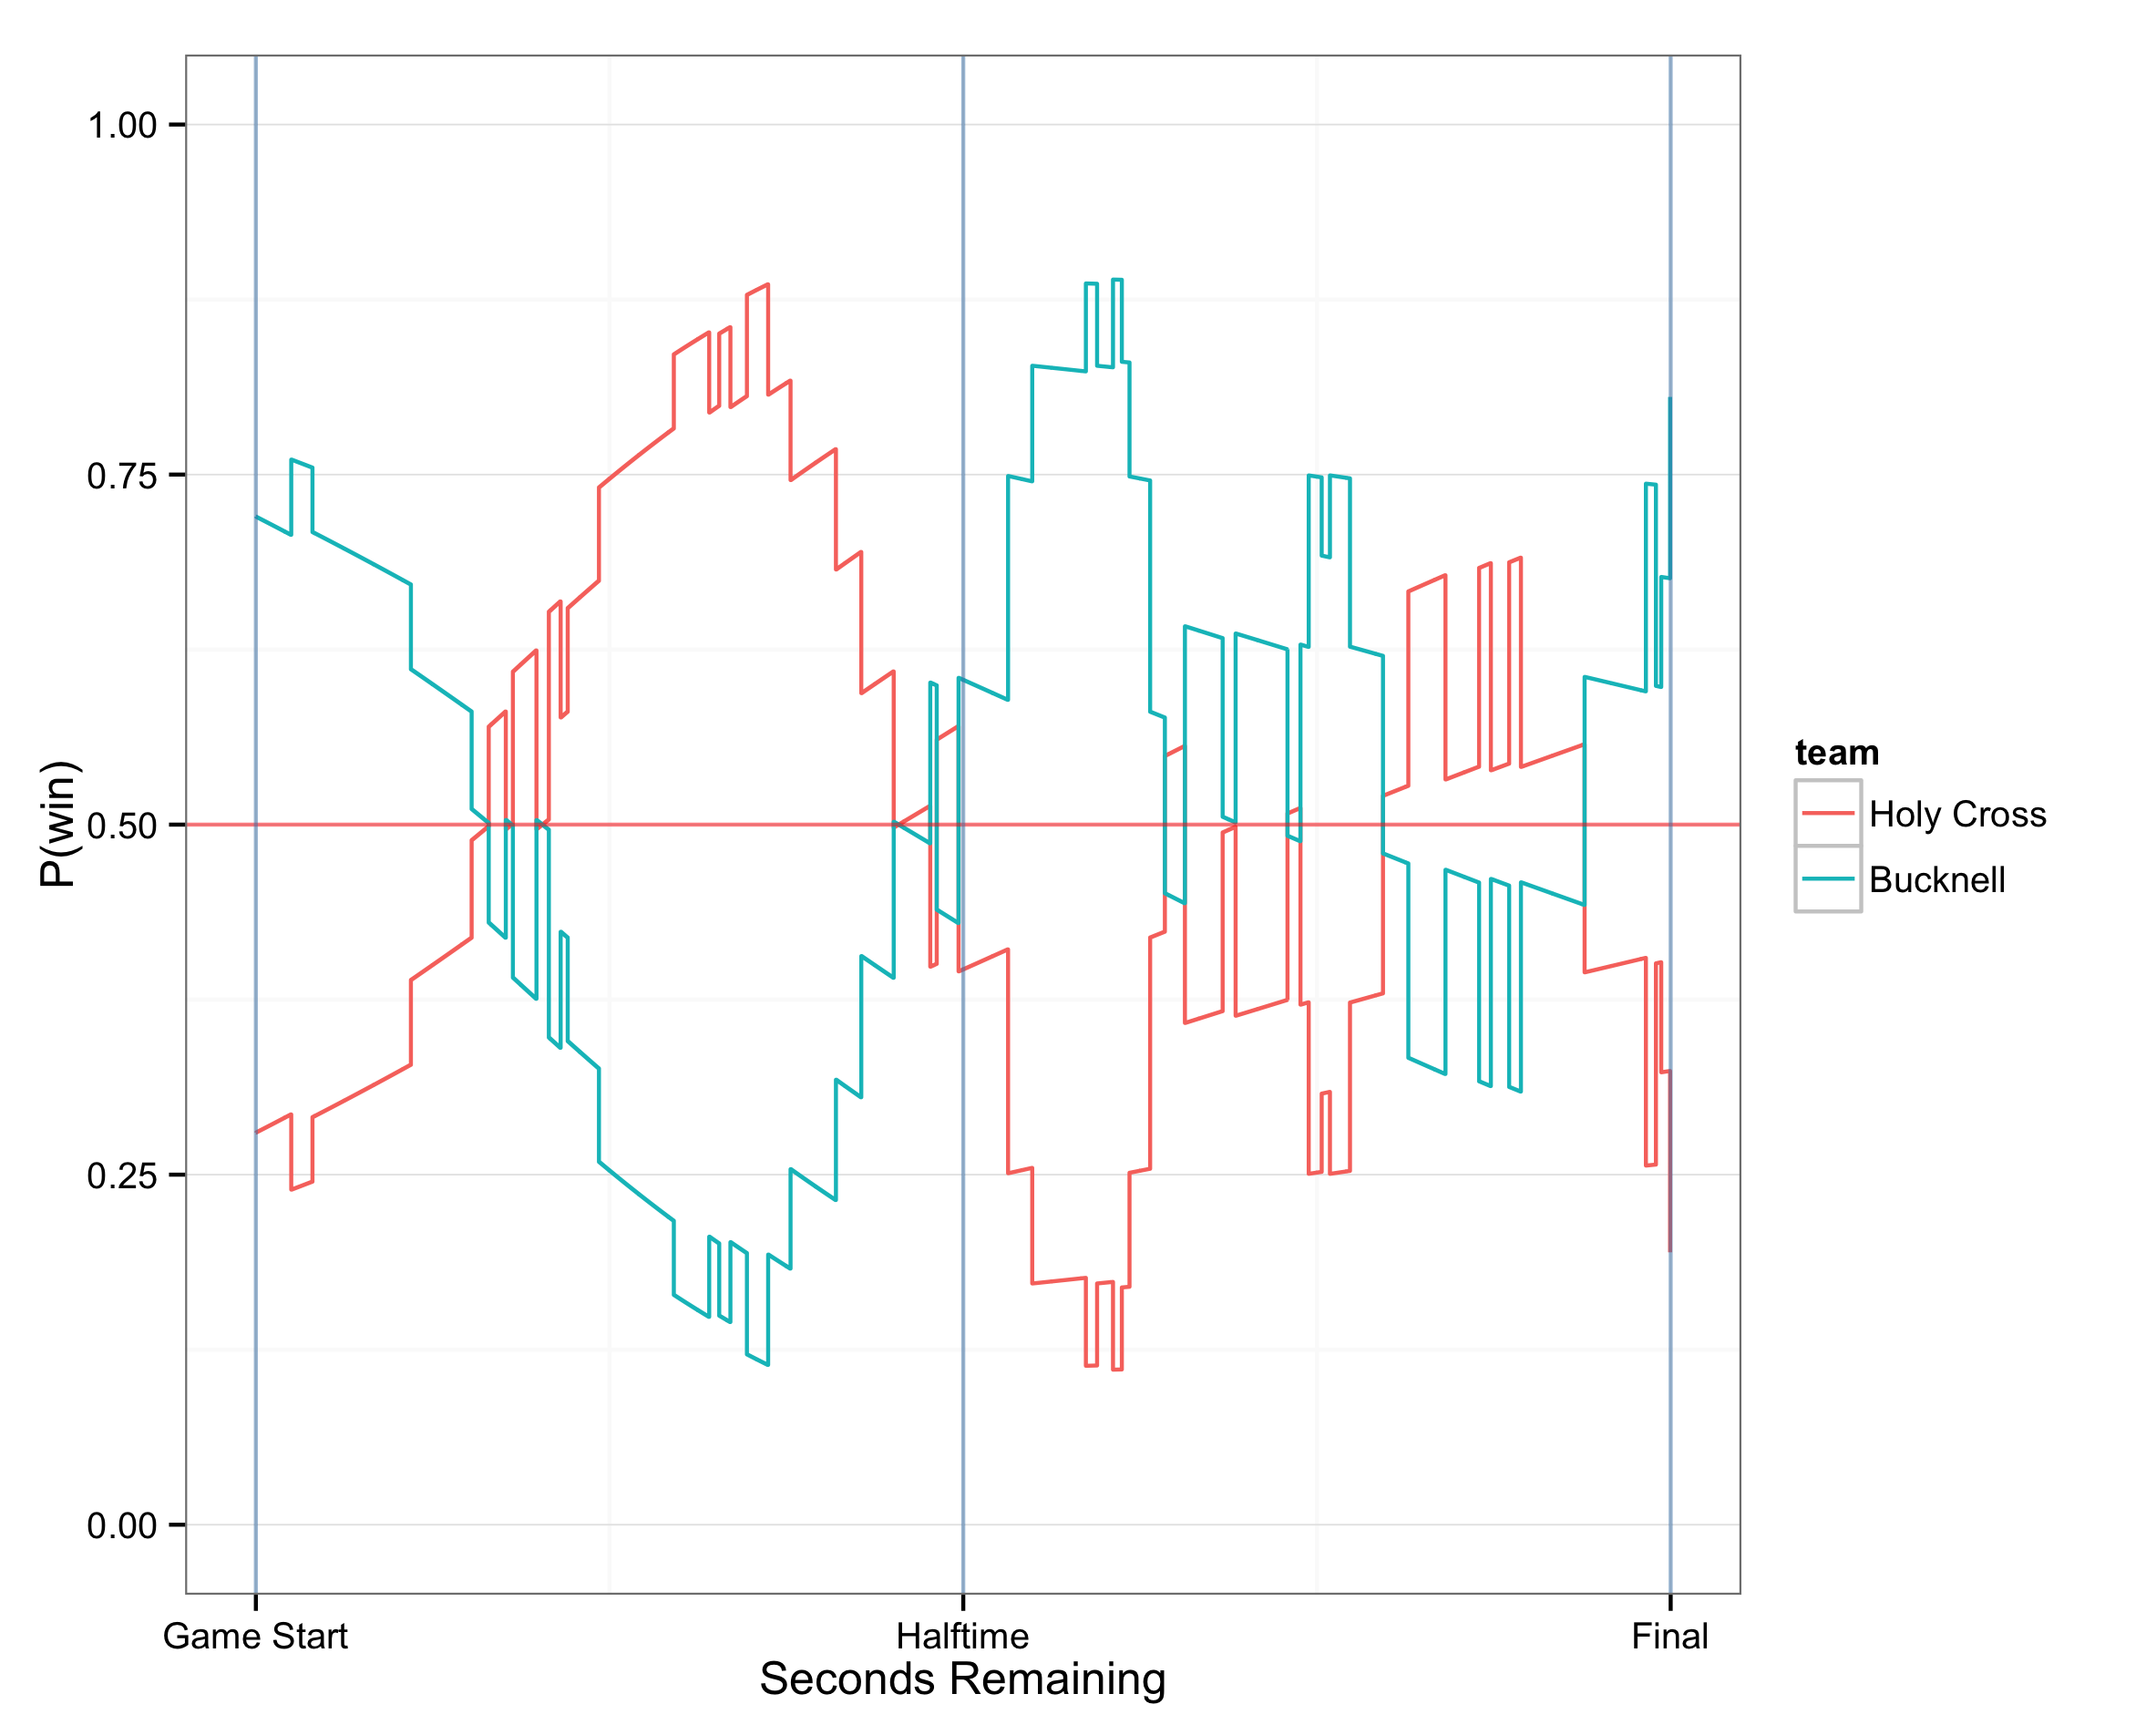 1.00
0.75
0.50
0.25
0.00
P(win)
Game Start
Halftime
Final
Seconds Remaining
team
Holy Cross
Bucknell